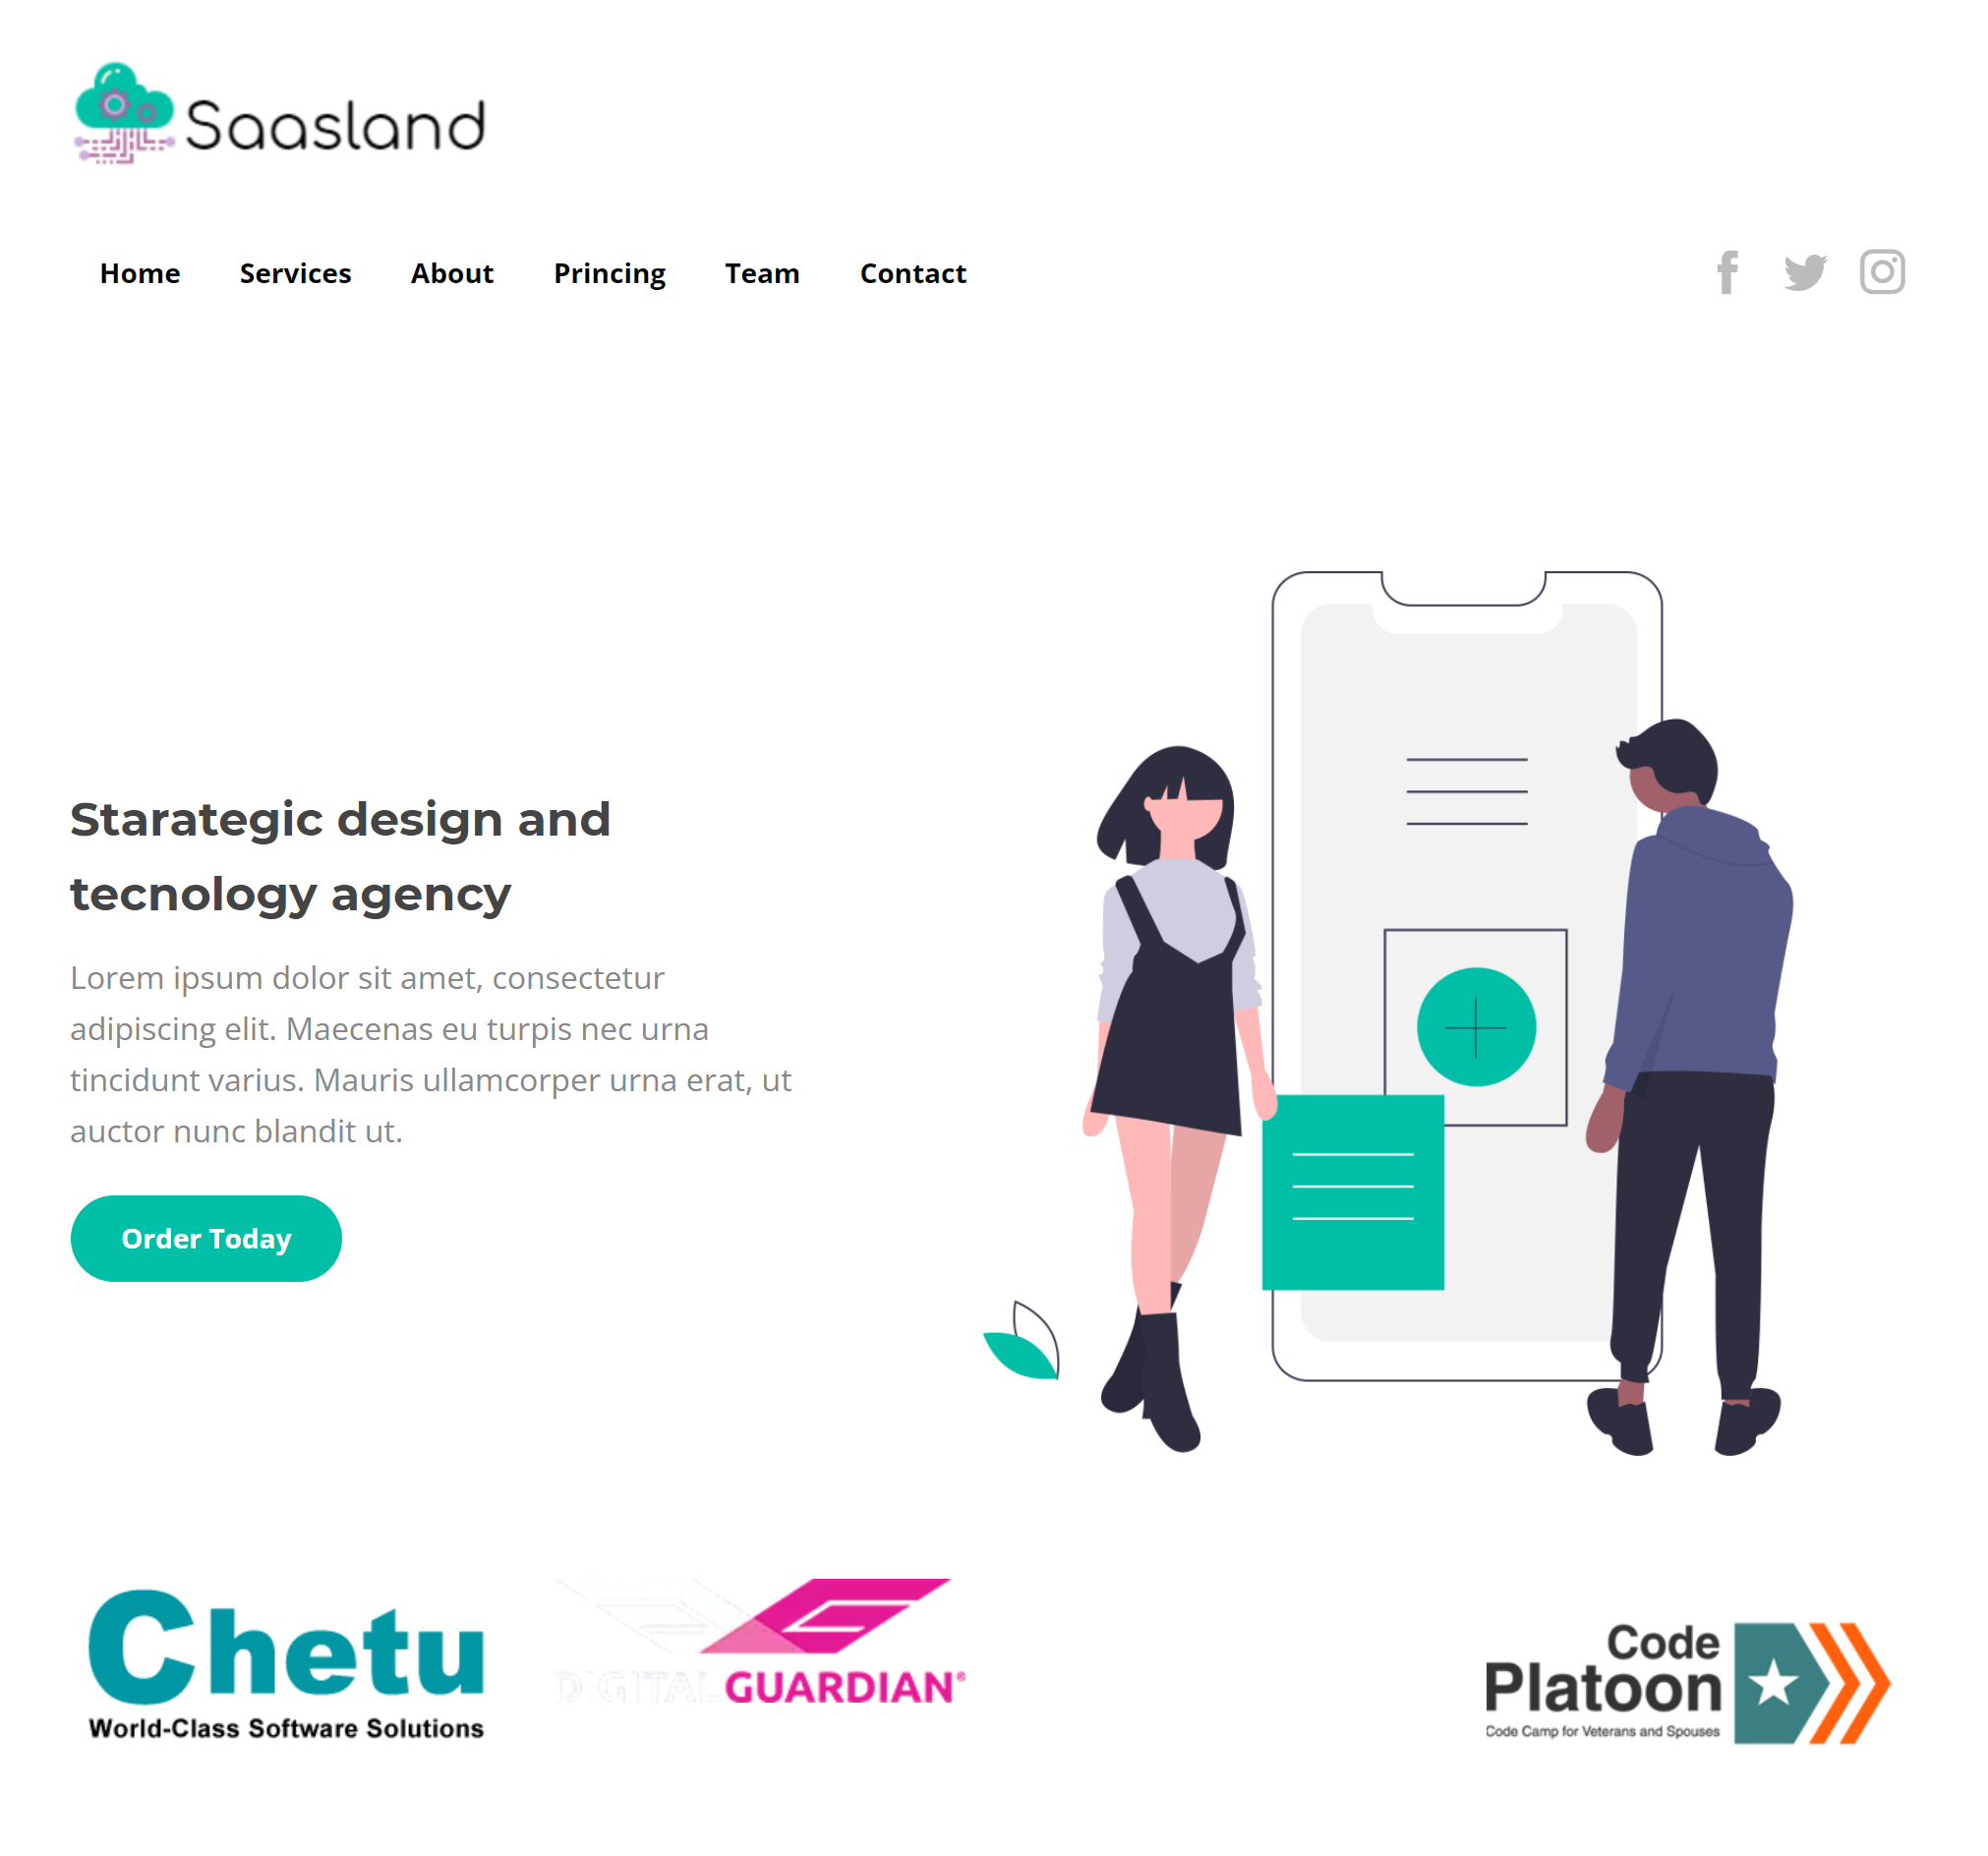 Saasland
Home Services About Princing Team Contact
Starategic design and
tecnology agency
Lorem ipsum dolor sit amet, consectetur
adipiscing elit. Maecenas eu turpis nec urna
tincidunt varius. Mauris ullamcorper urna erat, ut
auctor nunc blandit ut.
Order Today
Chetu
World-Class Software Solutions
DIGITAL GUARDIAN®
Code
Platoon
Code Camp for Veterans and Spouses